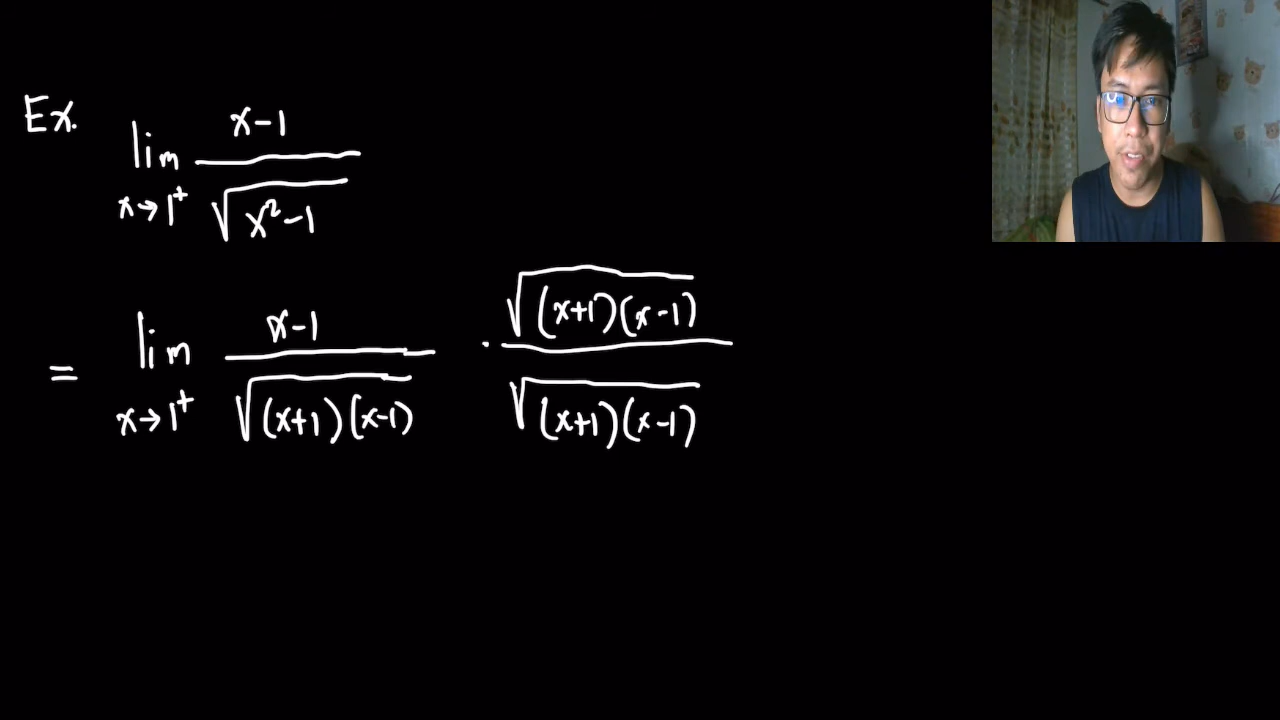 Ex. lim x→1⁺ (x-1)/√(x²-1)
= lim x→1⁺ (x-1)/√((x+1)(x-1)) · √((x+1)(x-1))/√((x+1)(x-1))